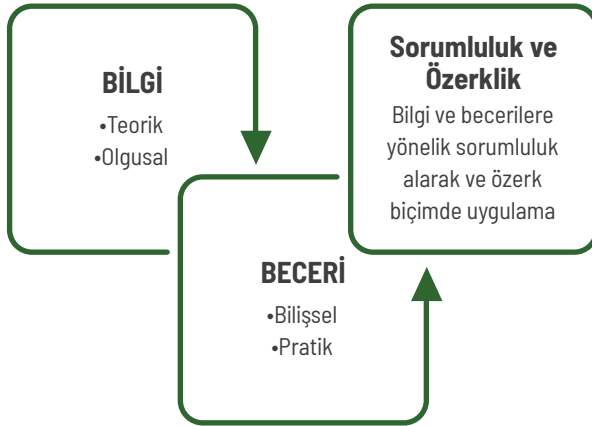 BİLGİ
•Teorik
•Olgusal
BECERİ
•Bilişsel
•Pratik
Sorumluluk ve
Özerklik
Bilgi ve becerilere
yönelik sorumluluk
alarak ve özerk
biçimde uygulama